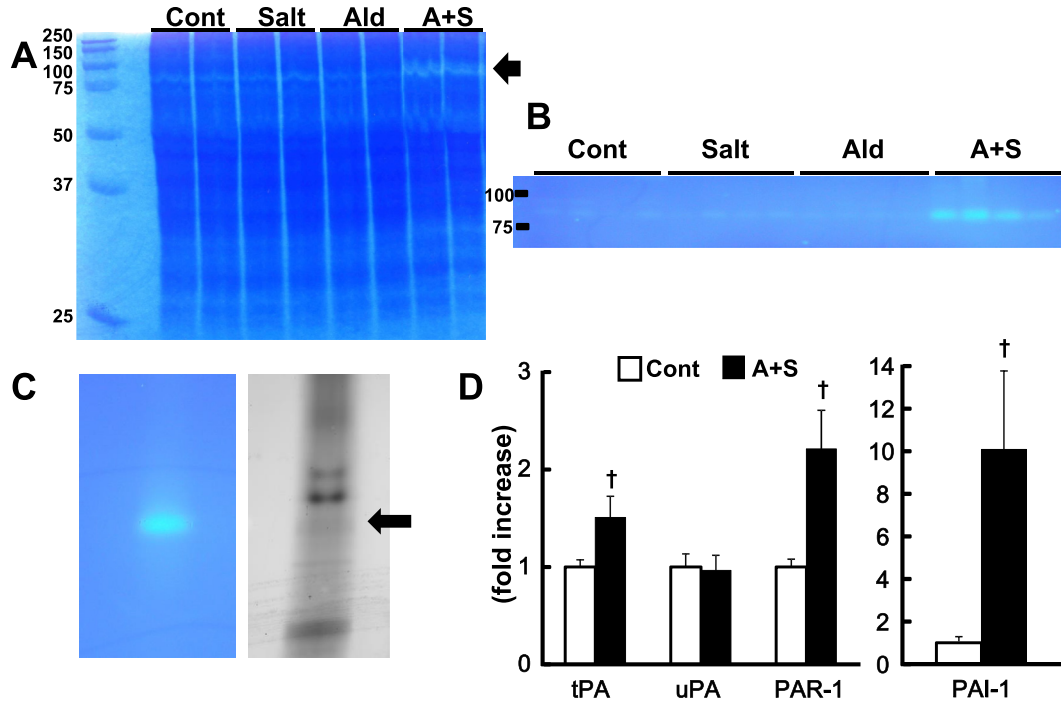 A
Cont Salt Ald A+S
250
150
100
75
50
37
25
B
Cont Salt Ald A+S
100
75
C
D
Cont A+S
(fold increase)
3
2
1
0
†
†
tPA uPA PAR-1
14
12
10
8
6
4
2
0
†
PAI-1